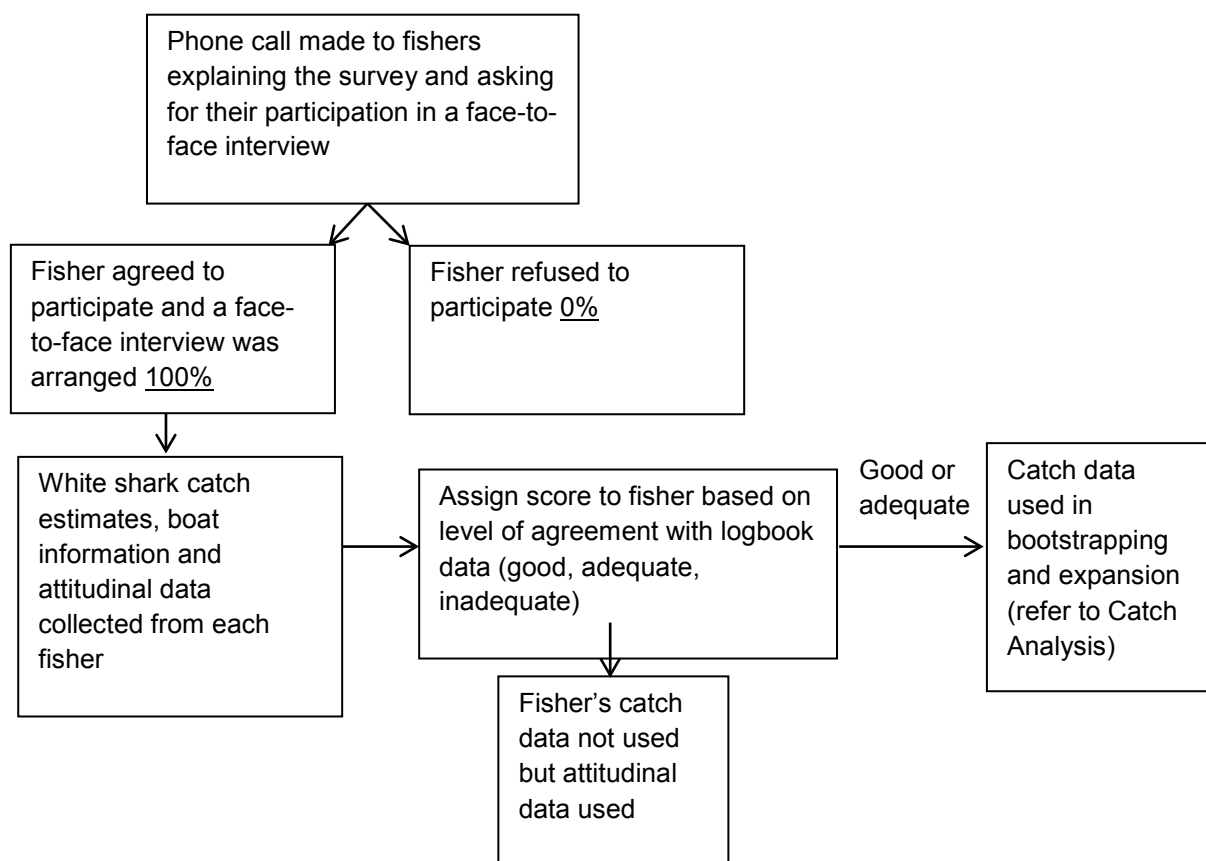 Phone call made to fishers
explaining the survey and asking
for their participation in a face-to-
face interview
Fisher agreed to
participate and a face-
to-face interview was
arranged 100%
Fisher refused to
participate 0%
White shark catch
estimates, boat
information and
attitudinal data
collected from each
fisher
Assign score to fisher based on
level of agreement with logbook
data (good, adequate,
inadequate)
Good or
adequate
Catch data
used in
bootstrapping
and expansion
(refer to Catch
Analysis)
Fisher’s catch
data not used
but attitudinal
data used